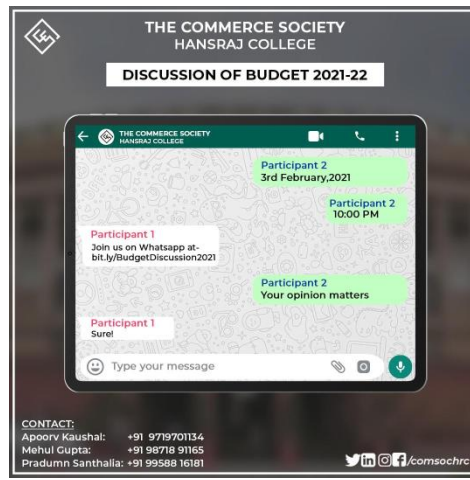 THE COMMERCE SOCIETY
HANSRAJ COLLEGE
DISCUSSION OF BUDGET 2021-22
THE COMMERCE SOCIETY
HANSRAJ COLLEGE
Participant 2
3rd February,2021
Participant 2
10:00 PM
Participant 1
Join us on Whatsapp at-
bit.ly/BudgetDiscussion2021
Participant 2
Your opinion matters
Participant 1
Sure!
Type your message
CONTACT:
Apoorv Kaushal: +91 9719701134
Mehul Gupta: +91 98718 91165
Pradumn Santhalia: +91 99588 16181
/comsochrc